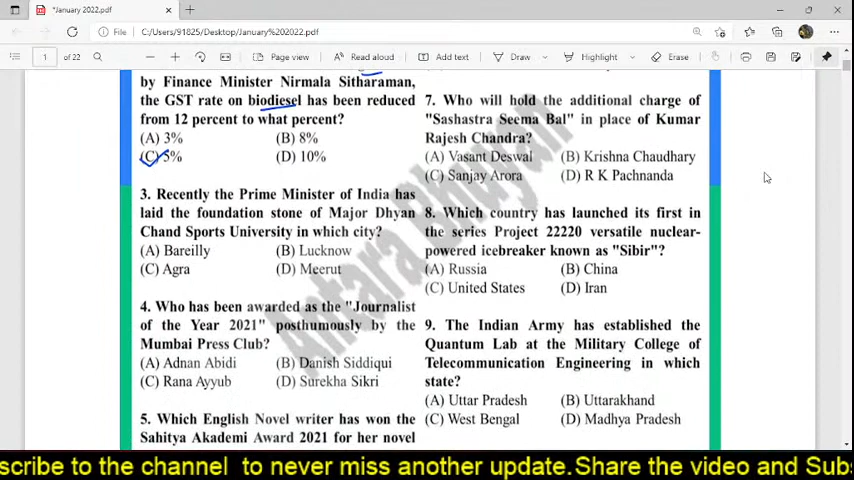 *January 2022.pdf
File
C:/Users/91825/Desktop/January%202022.pdf
1 of 22
Page view
Read aloud
Add text
Draw
Highlight
Erase
by Finance Minister Nirmala Sitharaman,
the GST rate on biodiesel has been reduced
from 12 percent to what percent?
(A) 3% (B) 8%
(C) 5% (D) 10%
3. Recently the Prime Minister of India has
laid the foundation stone of Major Dhyan
Chand Sports University in which city?
(A) Bareilly (B) Lucknow
(C) Agra (D) Meerut
4. Who has been awarded as the "Journalist
of the Year 2021" posthumously by the
Mumbai Press Club?
(A) Adnan Abidi (B) Danish Siddiqui
(C) Rana Ayyub (D) Surekha Sikri
5. Which English Novel writer has won the
Sahitya Akademi Award 2021 for her novel
7. Who will hold the additional charge of
"Sashastra Seema Bal" in place of Kumar
Rajesh Chandra?
(A) Vasant Deswal (B) Krishna Chaudhary
(C) Sanjay Arora (D) R K Pachnanda
8. Which country has launched its first in
the series Project 22220 versatile nuclear-
powered icebreaker known as "Sibir"?
(A) Russia (B) China
(C) United States (D) Iran
9. The Indian Army has established the
Quantum Lab at the Military College of
Telecommunication Engineering in which
state?
(A) Uttar Pradesh (B) Uttarakhand
(C) West Bengal (D) Madhya Pradesh
Antara Bhuyan
scribe to the channel to never miss another update.Share the video and Subs